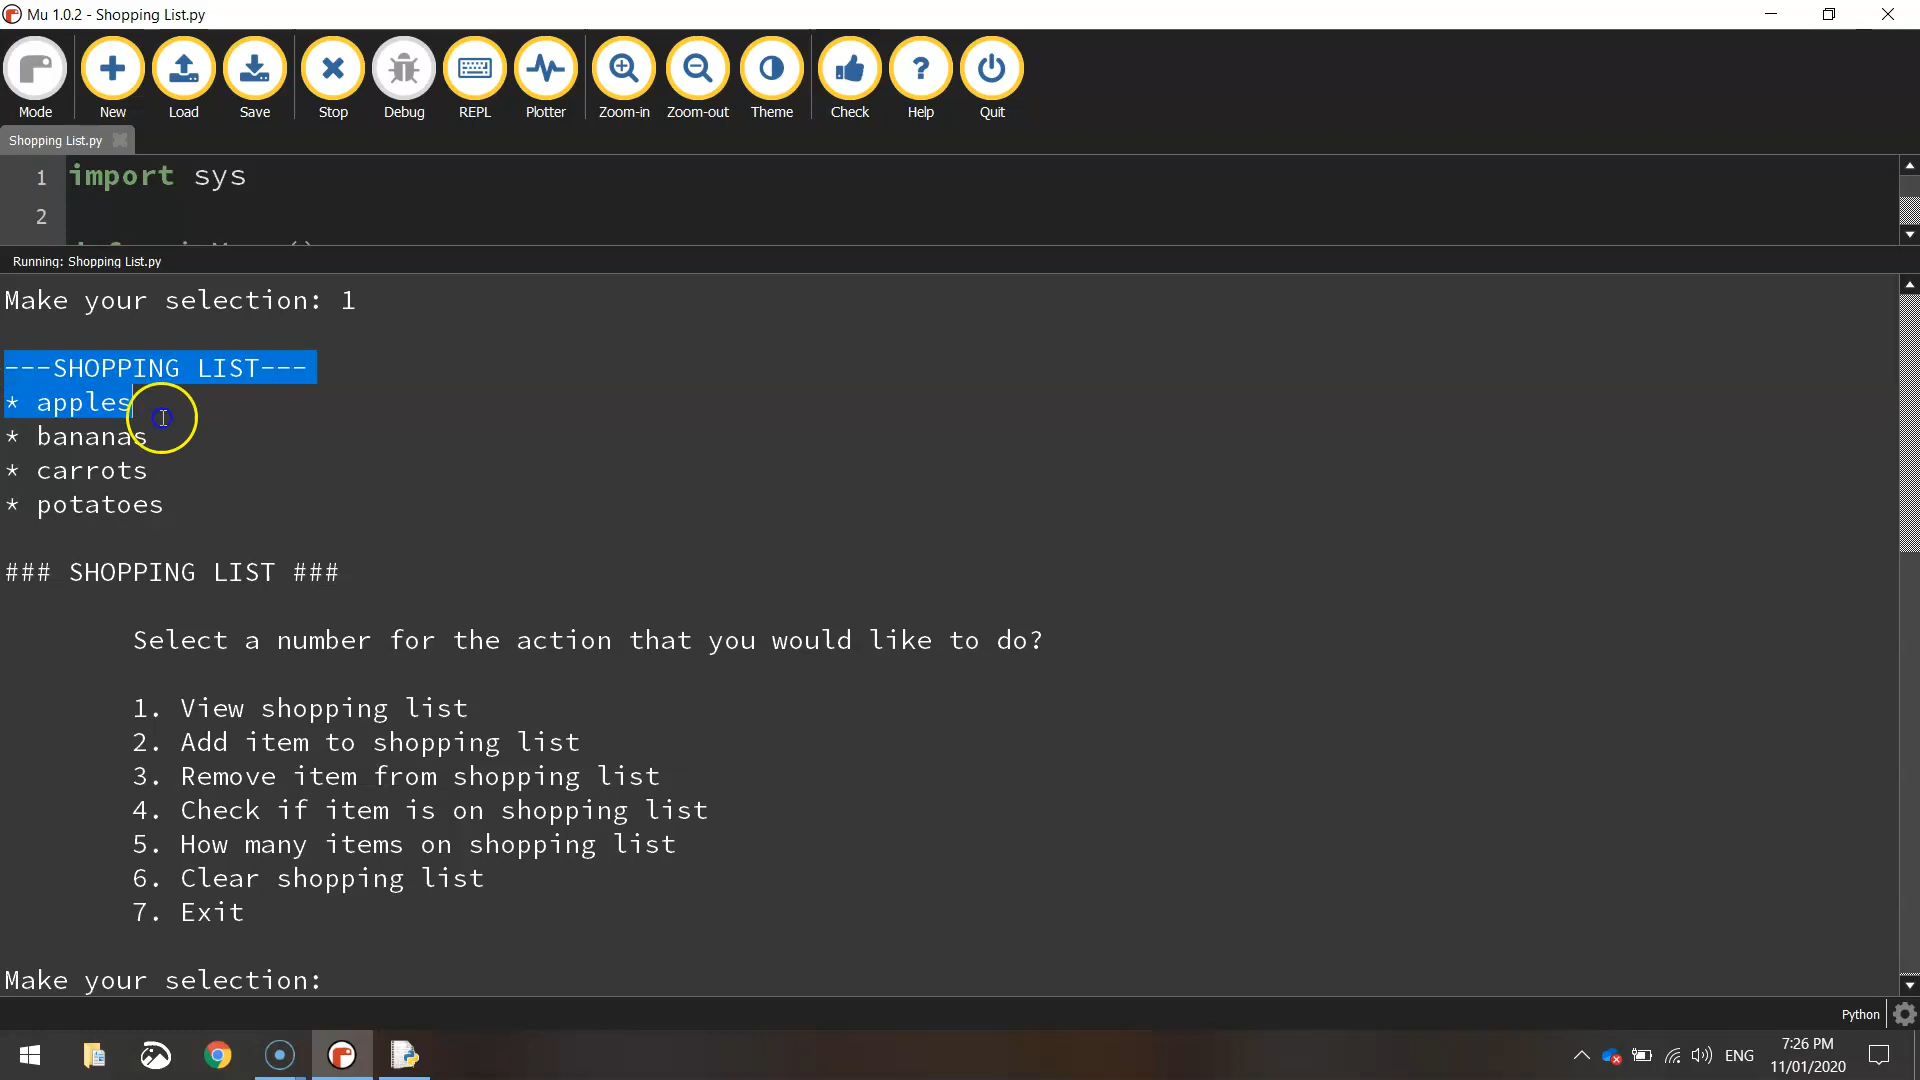 Mu 1.0.2 - Shopping List.py
Mode New Load Save Stop Debug REPL Plotter Zoom-in Zoom-out Theme Check Help Quit
Shopping List.py
1 import sys
2
Running: Shopping List.py
Make your selection: 1
---SHOPPING LIST---
* apples
* bananas
* carrots
* potatoes
### SHOPPING LIST ###
Select a number for the action that you would like to do?
1. View shopping list
2. Add item to shopping list
3. Remove item from shopping list
4. Check if item is on shopping list
5. How many items on shopping list
6. Clear shopping list
7. Exit
Make your selection:
Python
ENG
7:26 PM
11/01/2020